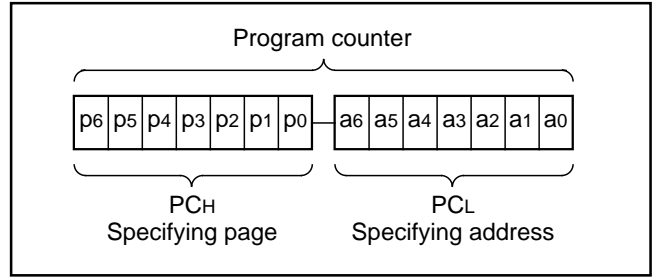 Program counter
p6 p5 p4 p3 p2 p1 p0 a6 a5 a4 a3 a2 a1 a0
PCH PCL
Specifying page Specifying address